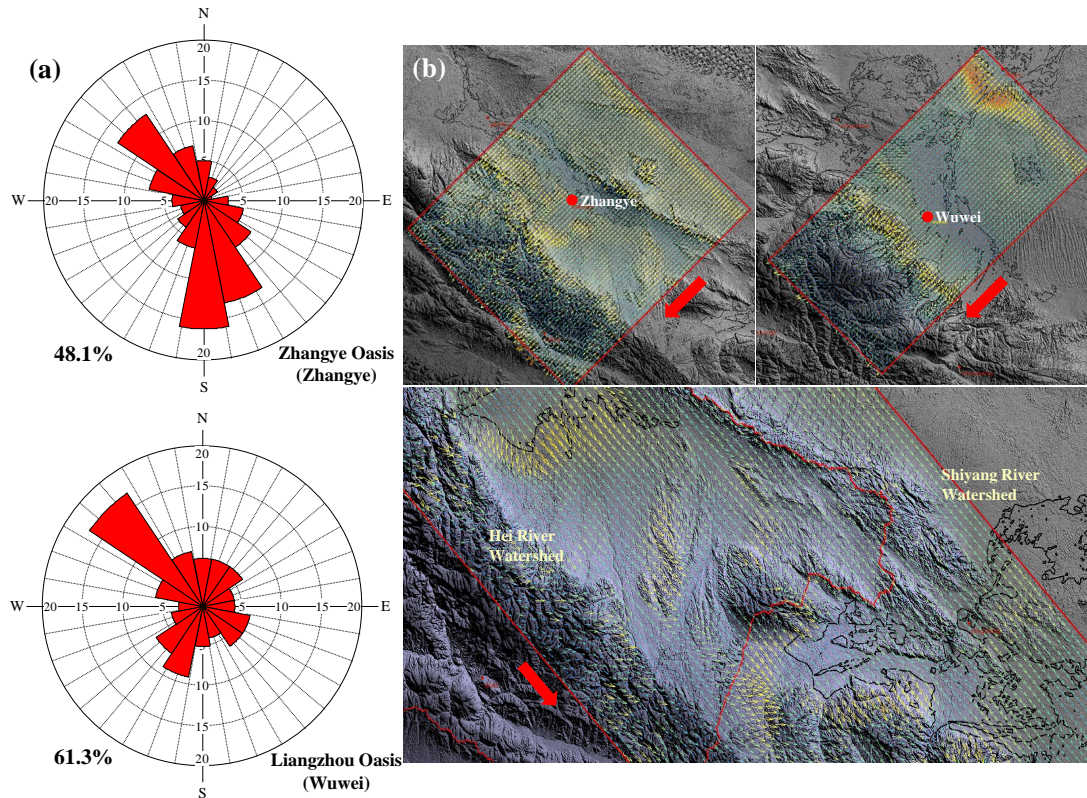 (a)
N
20
15
10
5
W 20 15 10 5 5 10 15 20 E
10
15
20
S
48.1%
Zhangye Oasis
(Zhangye)
N
20
15
10
5
W 20 15 10 5 5 10 15 20 E
5
10
15
20
S
61.3%
Liangzhou Oasis
(Wuwei)
(b)
Zhangye
Wuwei
Shiyang River
Watershed
Hei River
Watershed